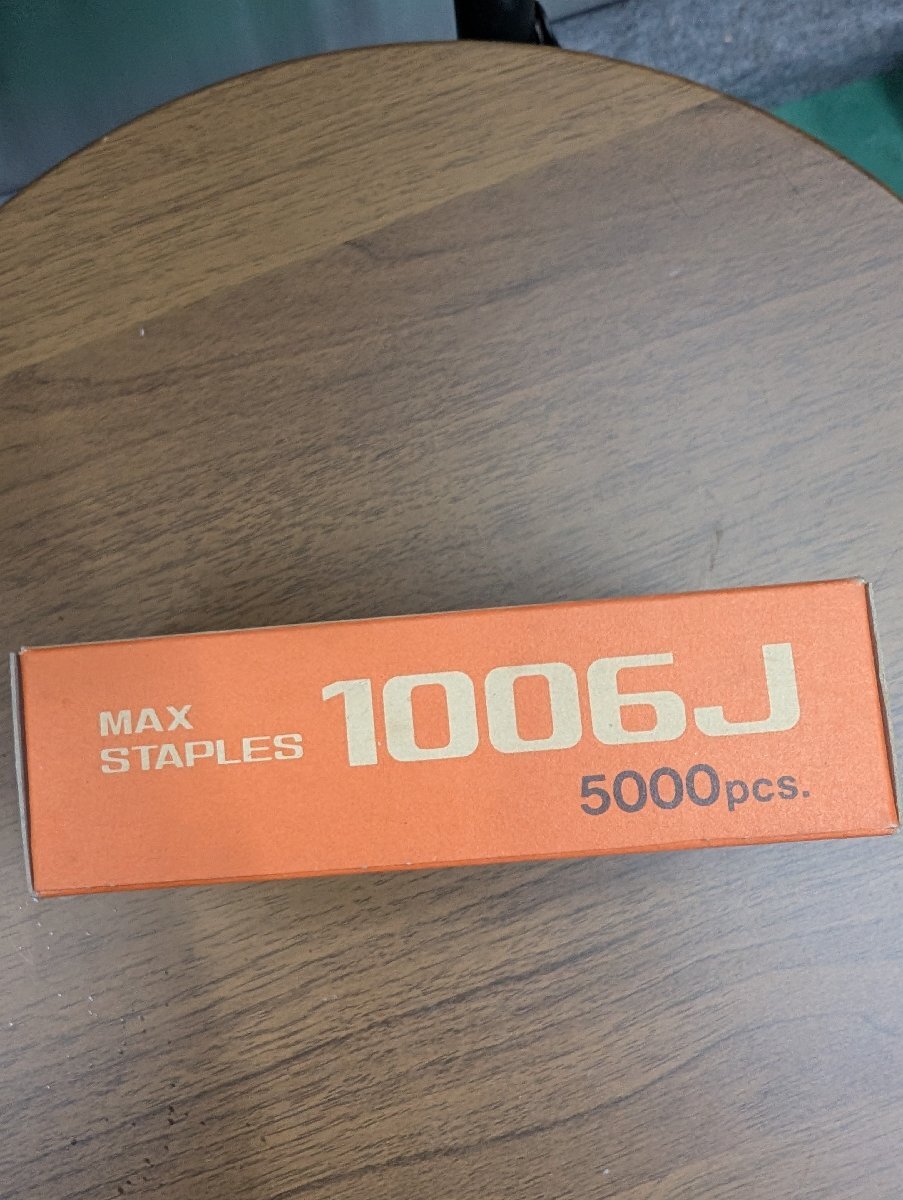 MAX
STAPLES
1006J
5000pcs.